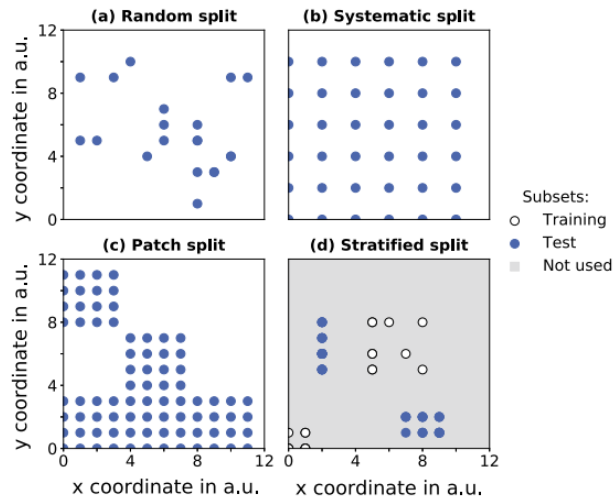 (a) Random split
(b) Systematic split
y coordinate in a.u.
12
8
4
0
Subsets:
Training
Test
Not used
(c) Patch split
(d) Stratified split
y coordinate in a.u.
12
8
4
0
0 4 8 12
0 4 8 12
x coordinate in a.u.
x coordinate in a.u.